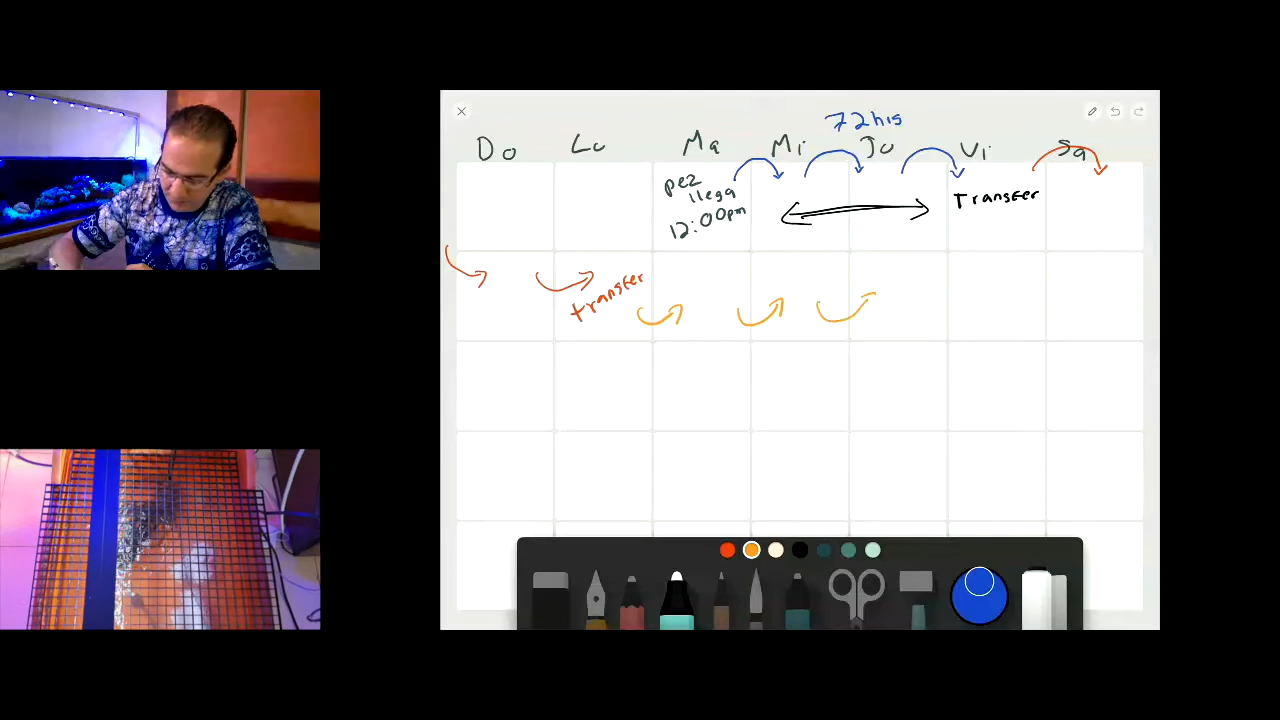 72hrs
Do Lu Ma Mi Ju Vi Sa
pez
llega
12:00pm
Transfer
transfer